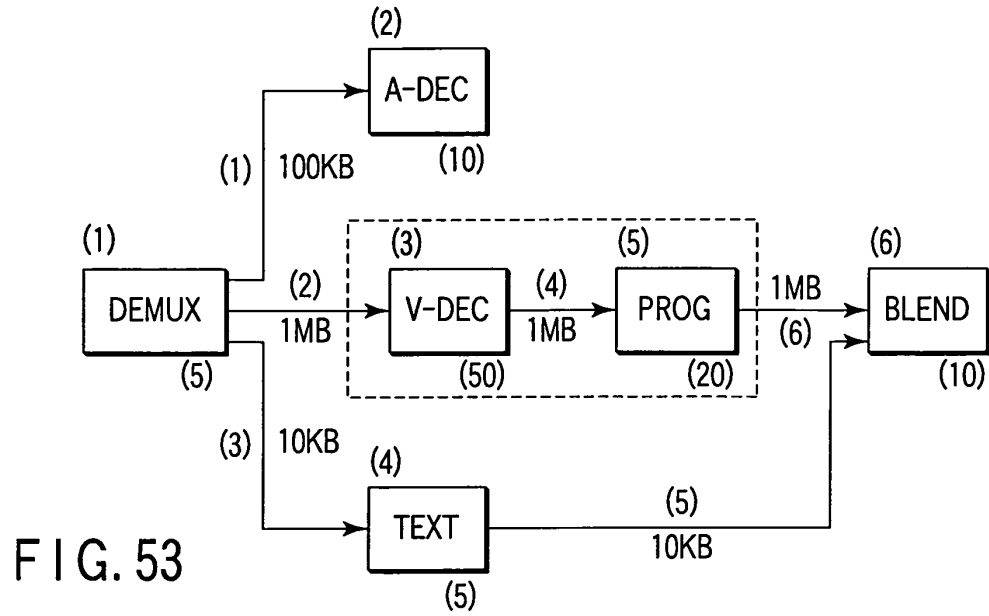 (2)
A-DEC
(10)
(1) 100KB
(1)
DEMUX
(5)
(2)
1MB
(3)
V-DEC
(50)
(4)
1MB
(5)
PROG
(20)
1MB
(6)
(6)
BLEND
(10)
(3) 10KB
(4)
TEXT
(5)
(5)
10KB
FIG. 53